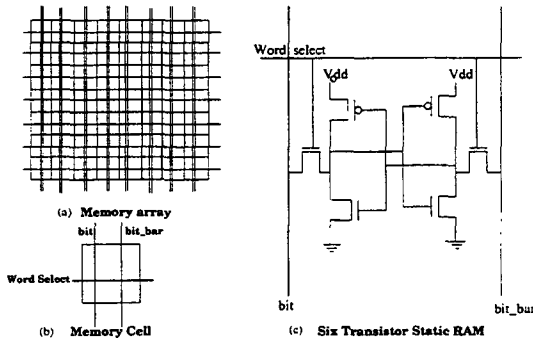 Word select
Vdd
Vdd
(a) Memory array
bit
bit_bar
Word Select
(b) Memory Cell
bit
bit_bar
(c) Six Transistor Static RAM